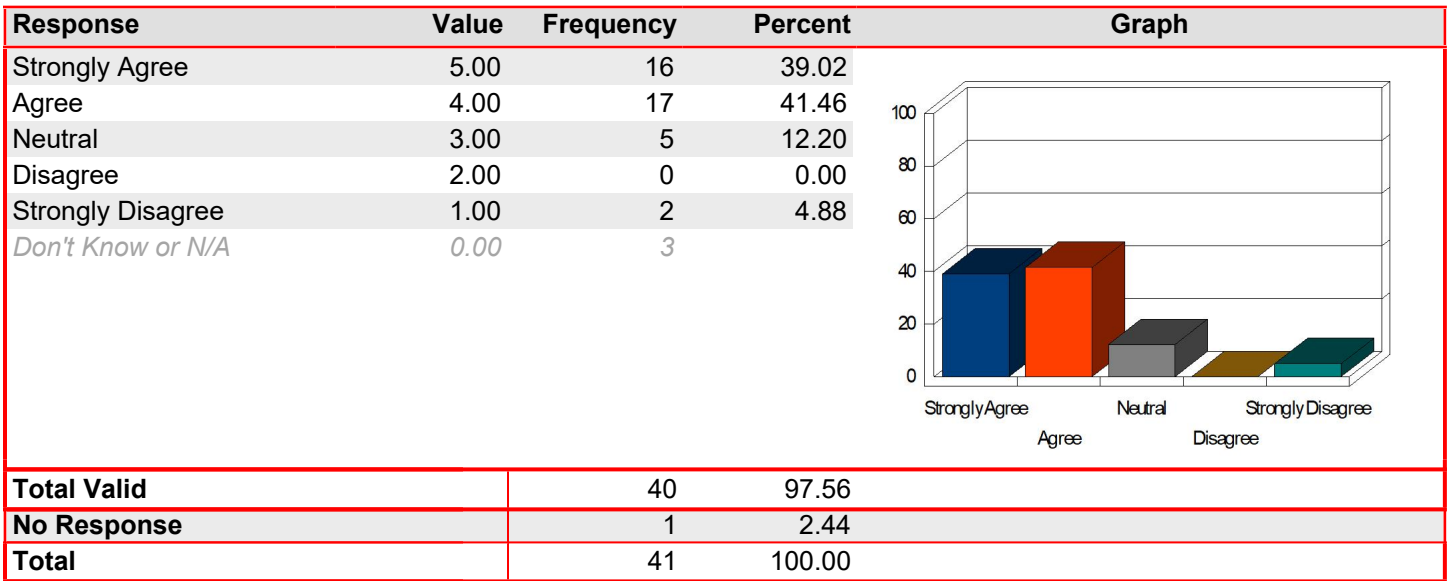 Response Value Frequency Percent Graph
Strongly Agree 5.00 16 39.02
Agree 4.00 17 41.46
Neutral 3.00 5 12.20
Disagree 2.00 0 0.00
Strongly Disagree 1.00 2 4.88
Don't Know or N/A 0.00 3
100
80
60
40
20
0
Strongly Agree Neutral Strongly Disagree
Agree Disagree
Total Valid 40 97.56
No Response 1 2.44
Total 41 100.00